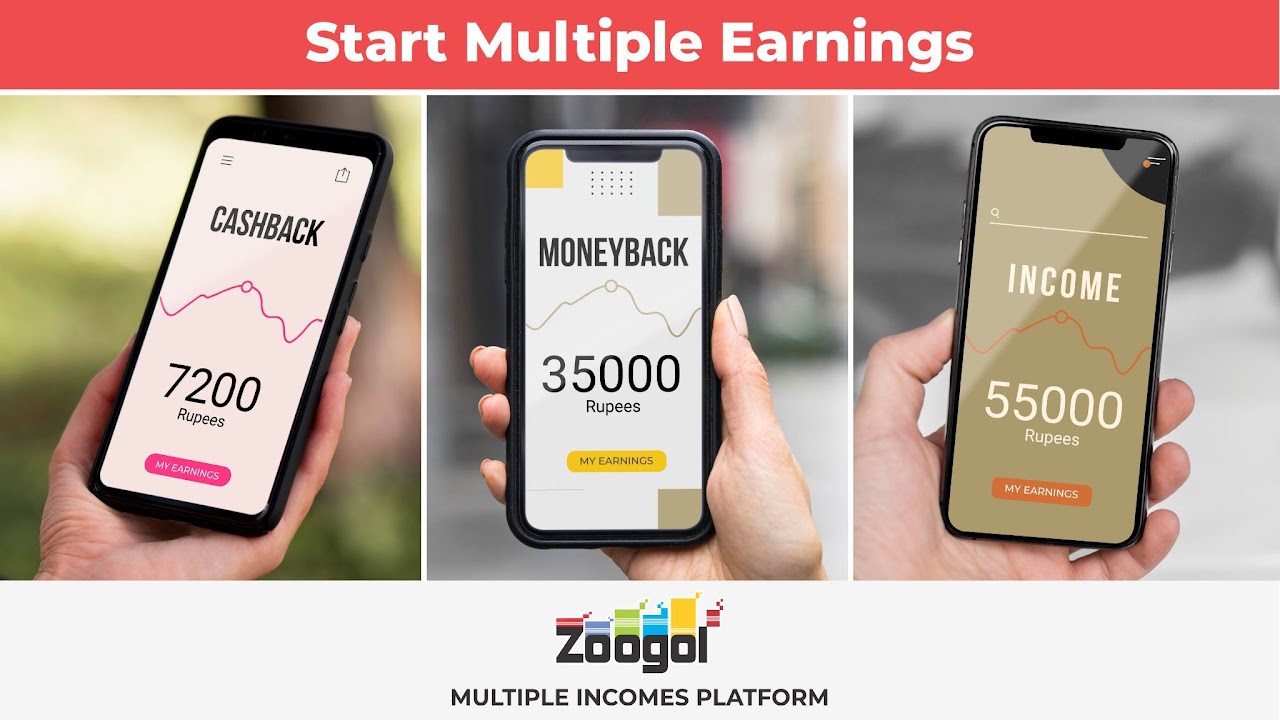 Start Multiple Earnings
CASHBACK
7200
Rupees
MY EARNINGS
MONEYBACK
35000
Rupees
MY EARNINGS
INCOME
55000
Rupees
MY EARNINGS
Zoogol
MULTIPLE INCOMES PLATFORM